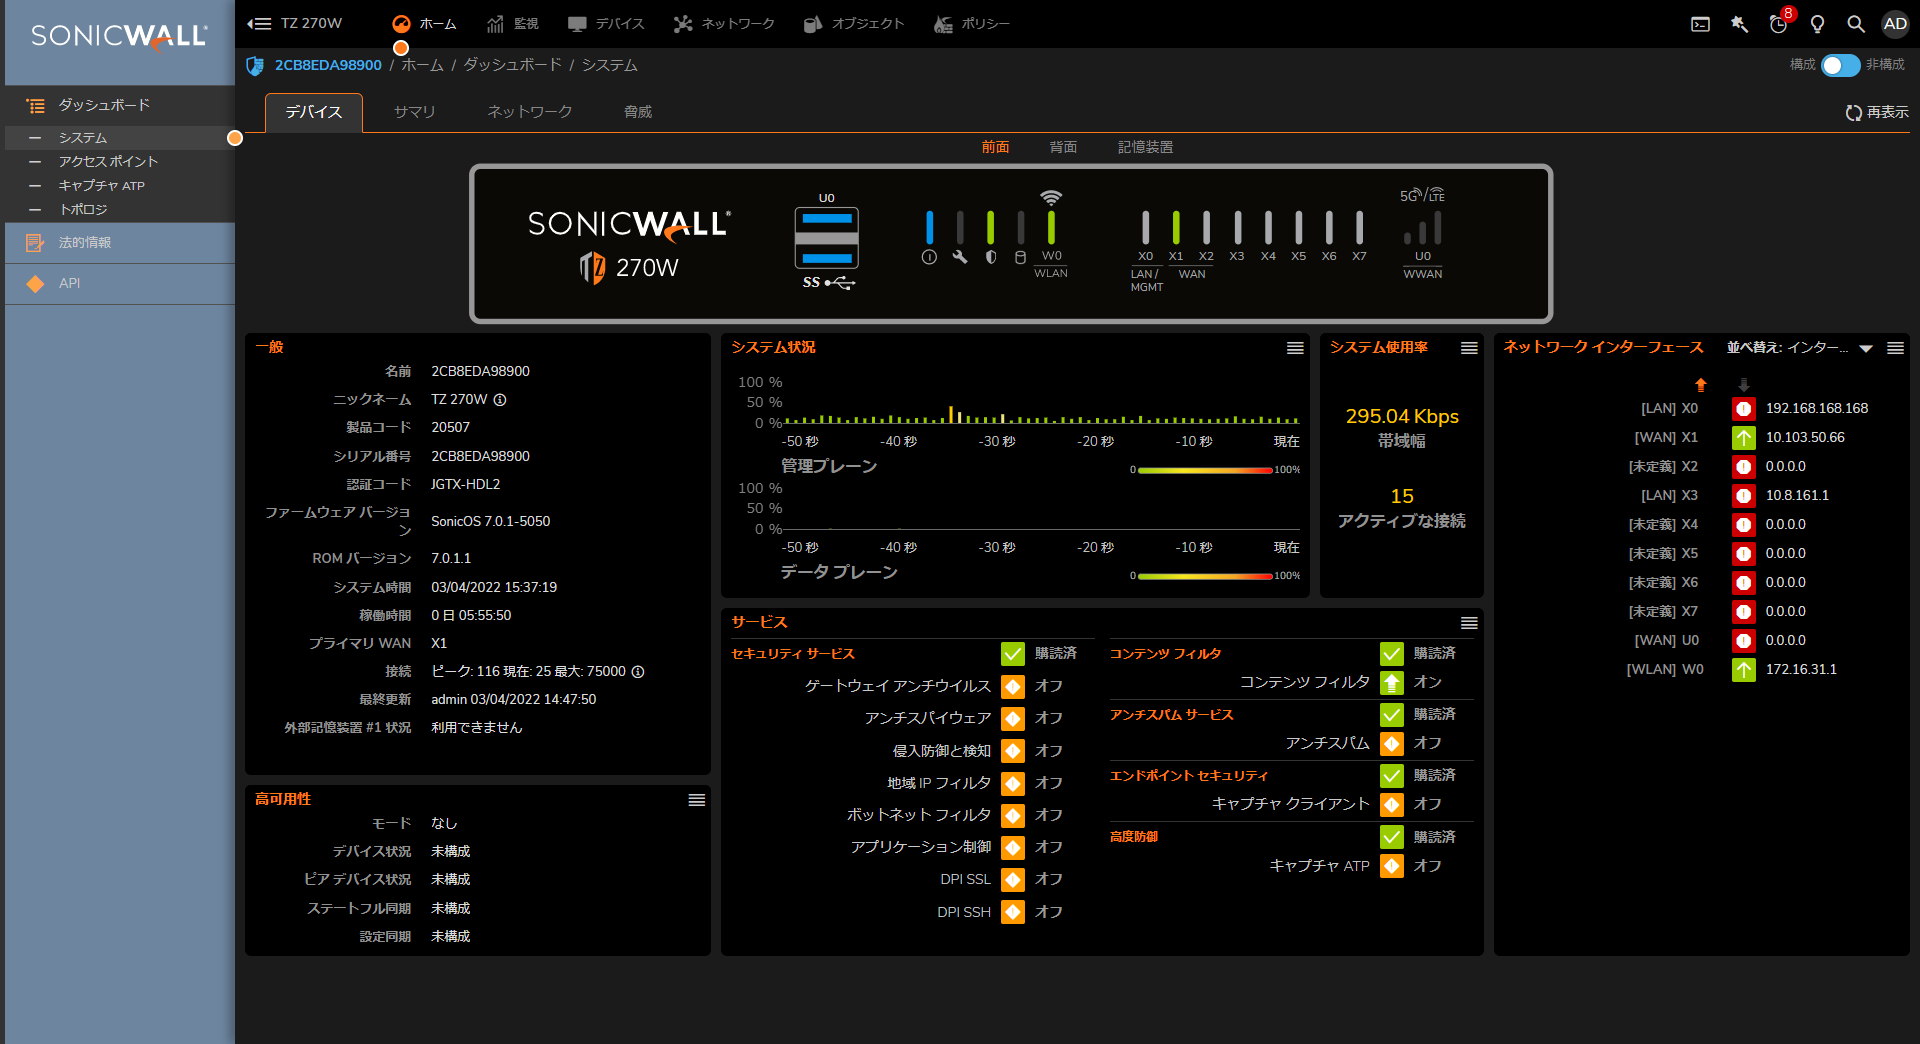 SONICWALL
TZ 270W
ホーム
監視
デバイス
ネットワーク
オブジェクト
ポリシー
8
AD
2CB8EDA98900 / ホーム / ダッシュボード / システム
構成
非構成
ダッシュボード
システム
アクセス ポイント
キャプチャ ATP
トポロジ
法的情報
API
デバイス
サマリ
ネットワーク
脅威
再表示
前面
背面
記憶装置
SONICWALL
TZ 270W
U0
SS
W0
WLAN
X0 X1 X2 X3 X4 X5 X6 X7
LAN / MGMT
WAN
5G/LTE
U0
WWAN
一般
名前 2CB8EDA98900
ニックネーム TZ 270W
製品コード 20507
シリアル番号 2CB8EDA98900
認証コード JGTX-HDL2
ファームウェア バージョン SonicOS 7.0.1-5050
ROM バージョン 7.0.1.1
システム時間 03/04/2022 15:37:19
稼働時間 0 日 05:55:50
プライマリ WAN X1
接続 ピーク: 116 現在: 25 最大: 75000
最終更新 admin 03/04/2022 14:47:50
外部記憶装置 #1 状況 利用できません
高可用性
モード なし
デバイス状況 未構成
ピア デバイス状況 未構成
ステートフル同期 未構成
設定同期 未構成
システム状況
100 %
50 %
0 %
-50 秒 -40 秒 -30 秒 -20 秒 -10 秒 現在
管理プレーン
0 100%
100 %
50 %
0 %
-50 秒 -40 秒 -30 秒 -20 秒 -10 秒 現在
データ プレーン
0 100%
システム使用率
295.04 Kbps
帯域幅
15
アクティブな接続
サービス
セキュリティ サービス 購読済
ゲートウェイ アンチウイルス オフ
アンチスパイウェア オフ
侵入防御と検知 オフ
地域 IP フィルタ オフ
ボットネット フィルタ オフ
アプリケーション制御 オフ
DPI SSL オフ
DPI SSH オフ
コンテンツ フィルタ 購読済
コンテンツ フィルタ オン
アンチスパム サービス 購読済
アンチスパム オフ
エンドポイント セキュリティ 購読済
キャプチャ クライアント オフ
高度防御 購読済
キャプチャ ATP オフ
ネットワーク インターフェース
並べ替え: インター...
[LAN] X0 192.168.168.168
[WAN] X1 10.103.50.66
[未定義] X2 0.0.0.0
[LAN] X3 10.8.161.1
[未定義] X4 0.0.0.0
[未定義] X5 0.0.0.0
[未定義] X6 0.0.0.0
[未定義] X7 0.0.0.0
[WAN] U0 0.0.0.0
[WLAN] W0 172.16.31.1